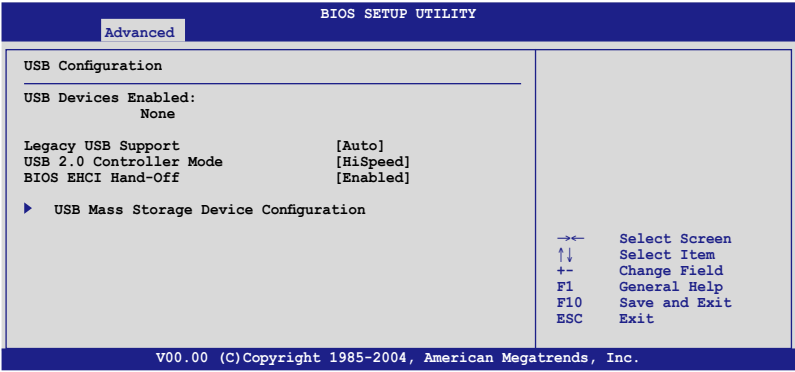 BIOS SETUP UTILITY
Advanced
USB Configuration
USB Devices Enabled:
None
Legacy USB Support [Auto]
USB 2.0 Controller Mode [HiSpeed]
BIOS EHCI Hand-Off [Enabled]
USB Mass Storage Device Configuration
→← Select Screen
↑↓ Select Item
+- Change Field
F1 General Help
F10 Save and Exit
ESC Exit
V00.00 (C)Copyright 1985-2004, American Megatrends, Inc.